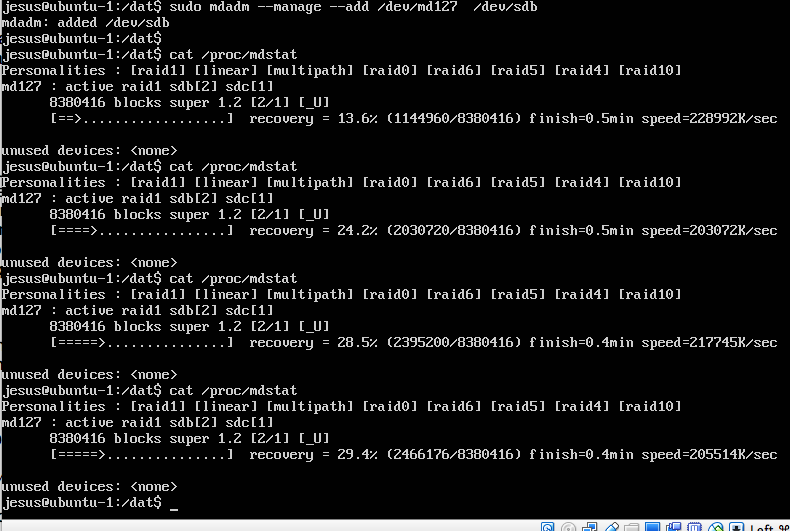 jesus@ubuntu-1:/dat$ sudo mdadm --manage --add /dev/md127  /dev/sdb
mdadm: added /dev/sdb
jesus@ubuntu-1:/dat$
jesus@ubuntu-1:/dat$ cat /proc/mdstat
Personalities : [raid1] [linear] [multipath] [raid0] [raid6] [raid5] [raid4] [raid10]
md127 : active raid1 sdb[2] sdc[1]
      8380416 blocks super 1.2 [2/1] [_U]
      [==>..................]  recovery = 13.6% (1144960/8380416) finish=0.5min speed=228992K/sec

unused devices: <none>
jesus@ubuntu-1:/dat$ cat /proc/mdstat
Personalities : [raid1] [linear] [multipath] [raid0] [raid6] [raid5] [raid4] [raid10]
md127 : active raid1 sdb[2] sdc[1]
      8380416 blocks super 1.2 [2/1] [_U]
      [====>................]  recovery = 24.2% (2030720/8380416) finish=0.5min speed=203072K/sec

unused devices: <none>
jesus@ubuntu-1:/dat$ cat /proc/mdstat
Personalities : [raid1] [linear] [multipath] [raid0] [raid6] [raid5] [raid4] [raid10]
md127 : active raid1 sdb[2] sdc[1]
      8380416 blocks super 1.2 [2/1] [_U]
      [=====>...............]  recovery = 28.5% (2395200/8380416) finish=0.4min speed=217745K/sec

unused devices: <none>
jesus@ubuntu-1:/dat$ cat /proc/mdstat
Personalities : [raid1] [linear] [multipath] [raid0] [raid6] [raid5] [raid4] [raid10]
md127 : active raid1 sdb[2] sdc[1]
      8380416 blocks super 1.2 [2/1] [_U]
      [=====>...............]  recovery = 29.4% (2466176/8380416) finish=0.4min speed=205514K/sec

unused devices: <none>
jesus@ubuntu-1:/dat$ _
Left ⌘